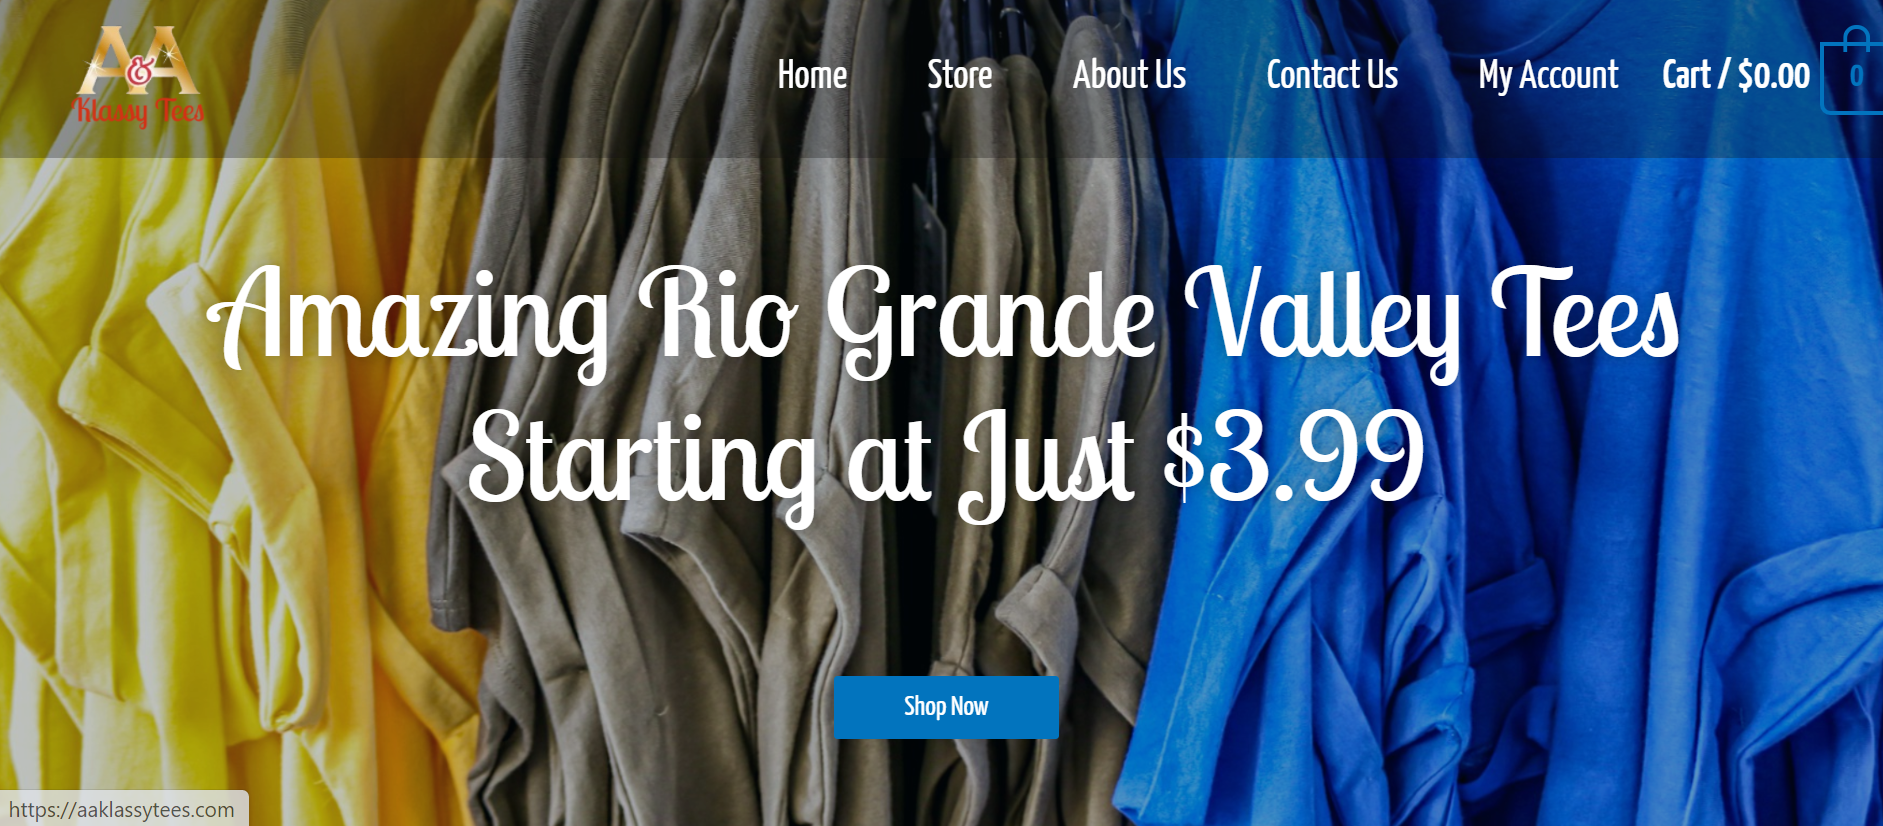 A&A
Klassy Tees
Home Store About Us Contact Us My Account Cart / $0.00 0
Amazing Rio Grande Valley Tees
Starting at Just $3.99
Shop Now
https://aaklassytees.com